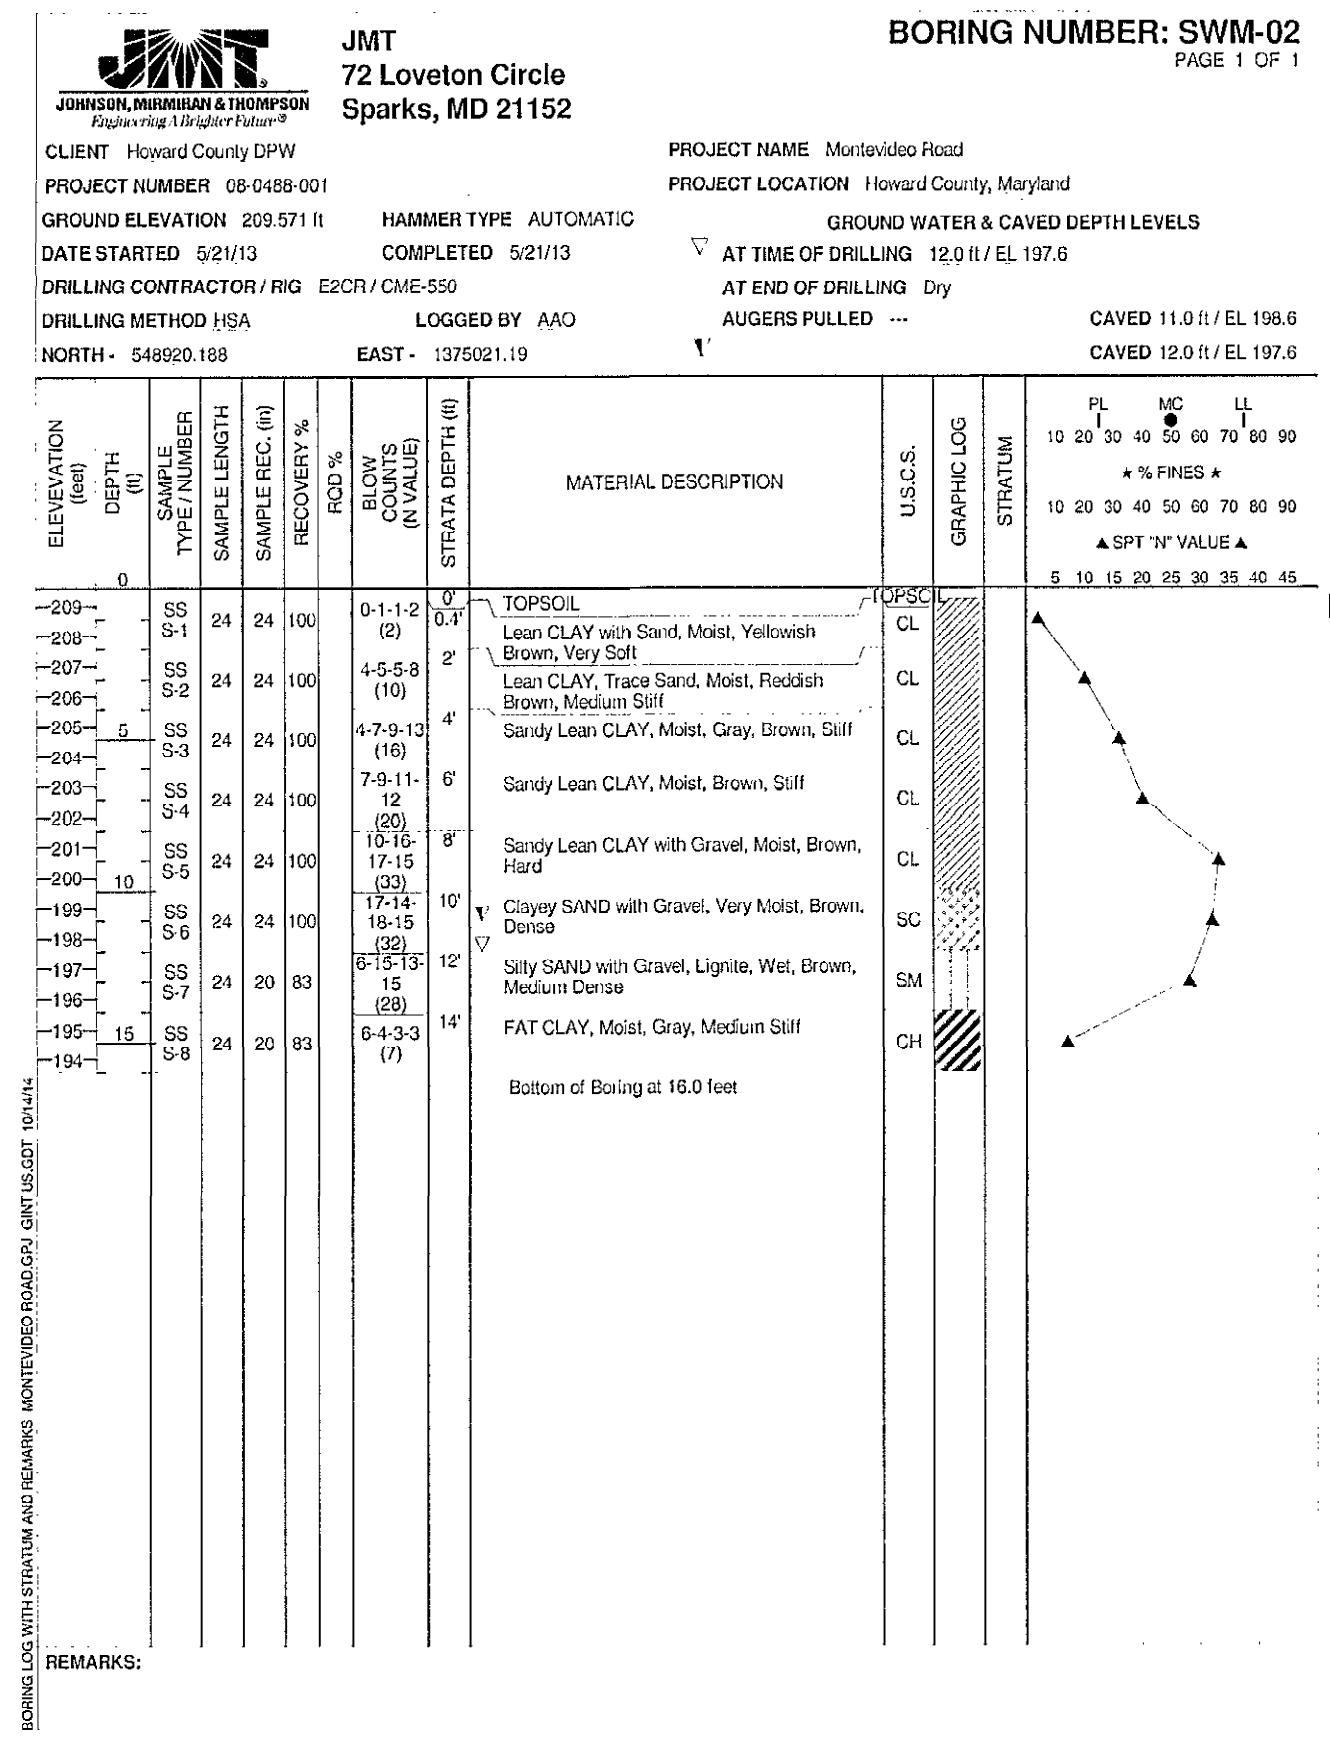 BORING NUMBER: SWM-02
PAGE 1 OF 1
JMT
JOHNSON, MIRMIRAN & THOMPSON
Engineering A Brighter Future®
JMT
72 Loveton Circle
Sparks, MD 21152
CLIENT Howard County DPW
PROJECT NAME Montevideo Road
PROJECT NUMBER 08-0488-001
PROJECT LOCATION Howard County, Maryland
GROUND ELEVATION 209.571 ft HAMMER TYPE AUTOMATIC
GROUND WATER & CAVED DEPTH LEVELS
DATE STARTED 5/21/13 COMPLETED 5/21/13
AT TIME OF DRILLING 12.0 ft / EL 197.6
DRILLING CONTRACTOR / RIG E2CR / CME-550
AT END OF DRILLING Dry
DRILLING METHOD HSA LOGGED BY AAO
AUGERS PULLED --- CAVED 11.0 ft / EL 198.6
NORTH - 548920.188 EAST - 1375021.19
CAVED 12.0 ft / EL 197.6
ELEVEVATION (feet)
DEPTH (ft)
0
SAMPLE TYPE / NUMBER
SAMPLE LENGTH
SAMPLE REC. (in)
RECOVERY %
RQD %
BLOW COUNTS (N VALUE)
STRATA DEPTH (ft)
MATERIAL DESCRIPTION
U.S.C.S.
GRAPHIC LOG
STRATUM
PL MC LL
10 20 30 40 50 60 70 80 90
★ % FINES ★
10 20 30 40 50 60 70 80 90
▲ SPT "N" VALUE ▲
5 10 15 20 25 30 35 40 45
0' TOPSOIL TOPSOIL
209 SS 0-1-1-2 0.4'
208 S-1 24 24 100 (2) Lean CLAY with Sand, Moist, Yellowish CL
Brown, Very Soft
207 SS 4-5-5-8 2'
206 S-2 24 24 100 (10) Lean CLAY, Trace Sand, Moist, Reddish CL
Brown, Medium Stiff
205 5 SS 4-7-9-13 4' Sandy Lean CLAY, Moist, Gray, Brown, Stiff
204 S-3 24 24 100 (16) CL
203 SS 7-9-11- 6' Sandy Lean CLAY, Moist, Brown, Stiff
202 S-4 24 24 100 12 CL
(20)
201 SS 10-16- 8' Sandy Lean CLAY with Gravel, Moist, Brown,
200 10 S-5 24 24 100 17-15 Hard CL
(33)
199 SS 17-14- 10' Clayey SAND with Gravel, Very Moist, Brown,
198 S-6 24 24 100 18-15 Dense SC
(32)
197 SS 6-15-13- 12' Silty SAND with Gravel, Lignite, Wet, Brown,
196 S-7 24 20 83 15 Medium Dense SM
(28)
195 15 SS 6-4-3-3 14' FAT CLAY, Moist, Gray, Medium Stiff
194 S-8 24 20 83 (7) CH
Bottom of Boring at 16.0 feet
BORING LOG WITH STRATUM AND REMARKS MONTEVIDEO ROAD.GPJ GINT US.GDT 10/14/14
REMARKS: